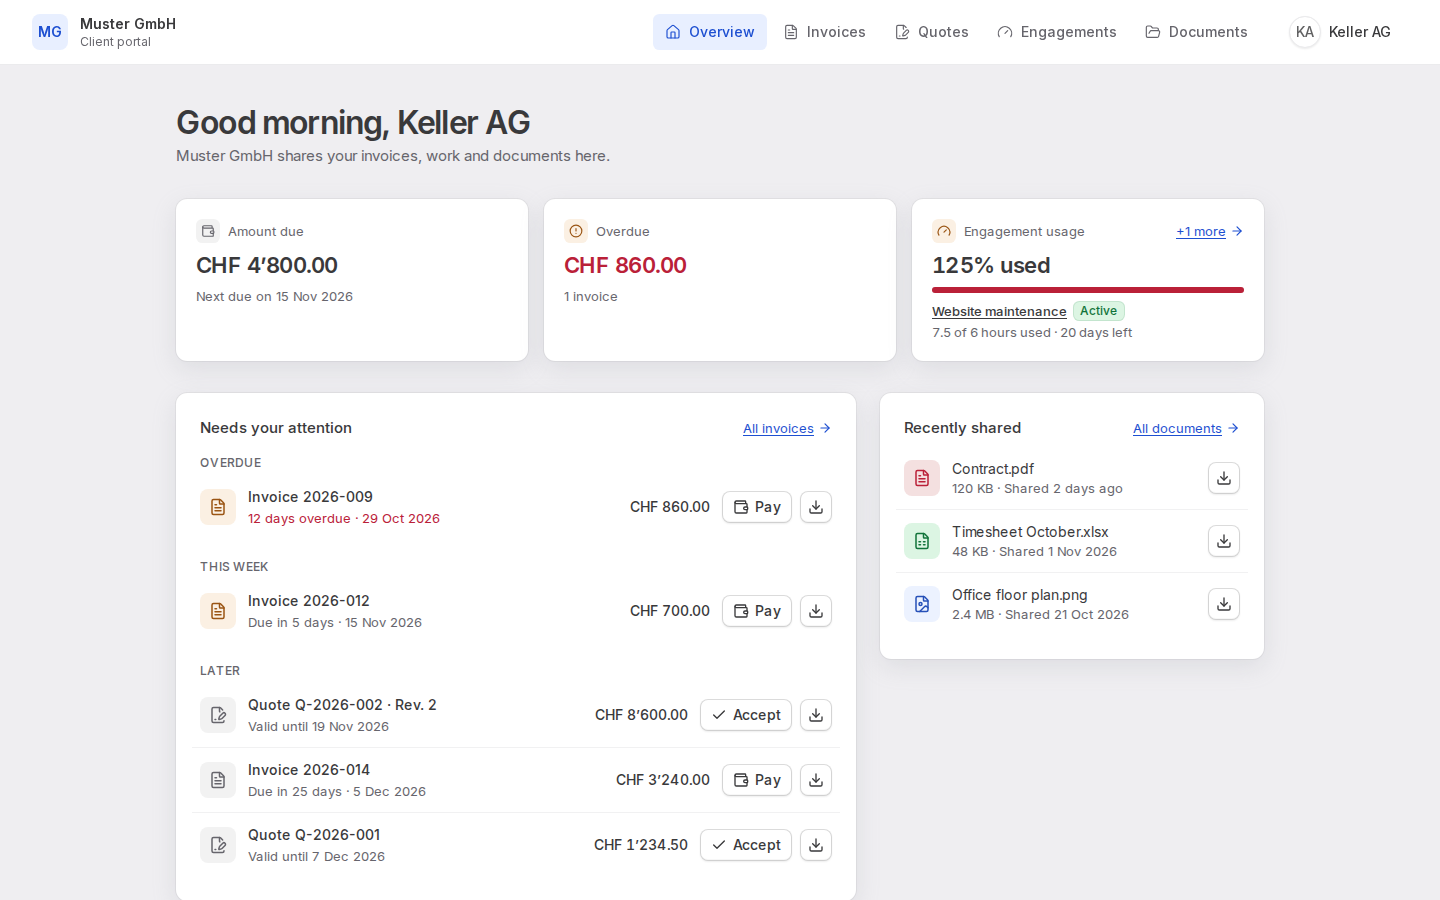 MG
Muster GmbH
Client portal
Overview
Invoices
Quotes
Engagements
Documents
KA
Keller AG
Good morning, Keller AG
Muster GmbH shares your invoices, work and documents here.
Amount due
CHF 4’800.00
Next due on 15 Nov 2026
Overdue
CHF 860.00
1 invoice
Engagement usage
+1 more
125% used
Website maintenance
Active
7.5 of 6 hours used · 20 days left
Needs your attention
All invoices
OVERDUE
Invoice 2026-009
12 days overdue · 29 Oct 2026
CHF 860.00
Pay
THIS WEEK
Invoice 2026-012
Due in 5 days · 15 Nov 2026
CHF 700.00
Pay
LATER
Quote Q-2026-002 · Rev. 2
Valid until 19 Nov 2026
CHF 8’600.00
Accept
Invoice 2026-014
Due in 25 days · 5 Dec 2026
CHF 3’240.00
Pay
Quote Q-2026-001
Valid until 7 Dec 2026
CHF 1’234.50
Accept
Recently shared
All documents
Contract.pdf
120 KB · Shared 2 days ago
Timesheet October.xlsx
48 KB · Shared 1 Nov 2026
Office floor plan.png
2.4 MB · Shared 21 Oct 2026